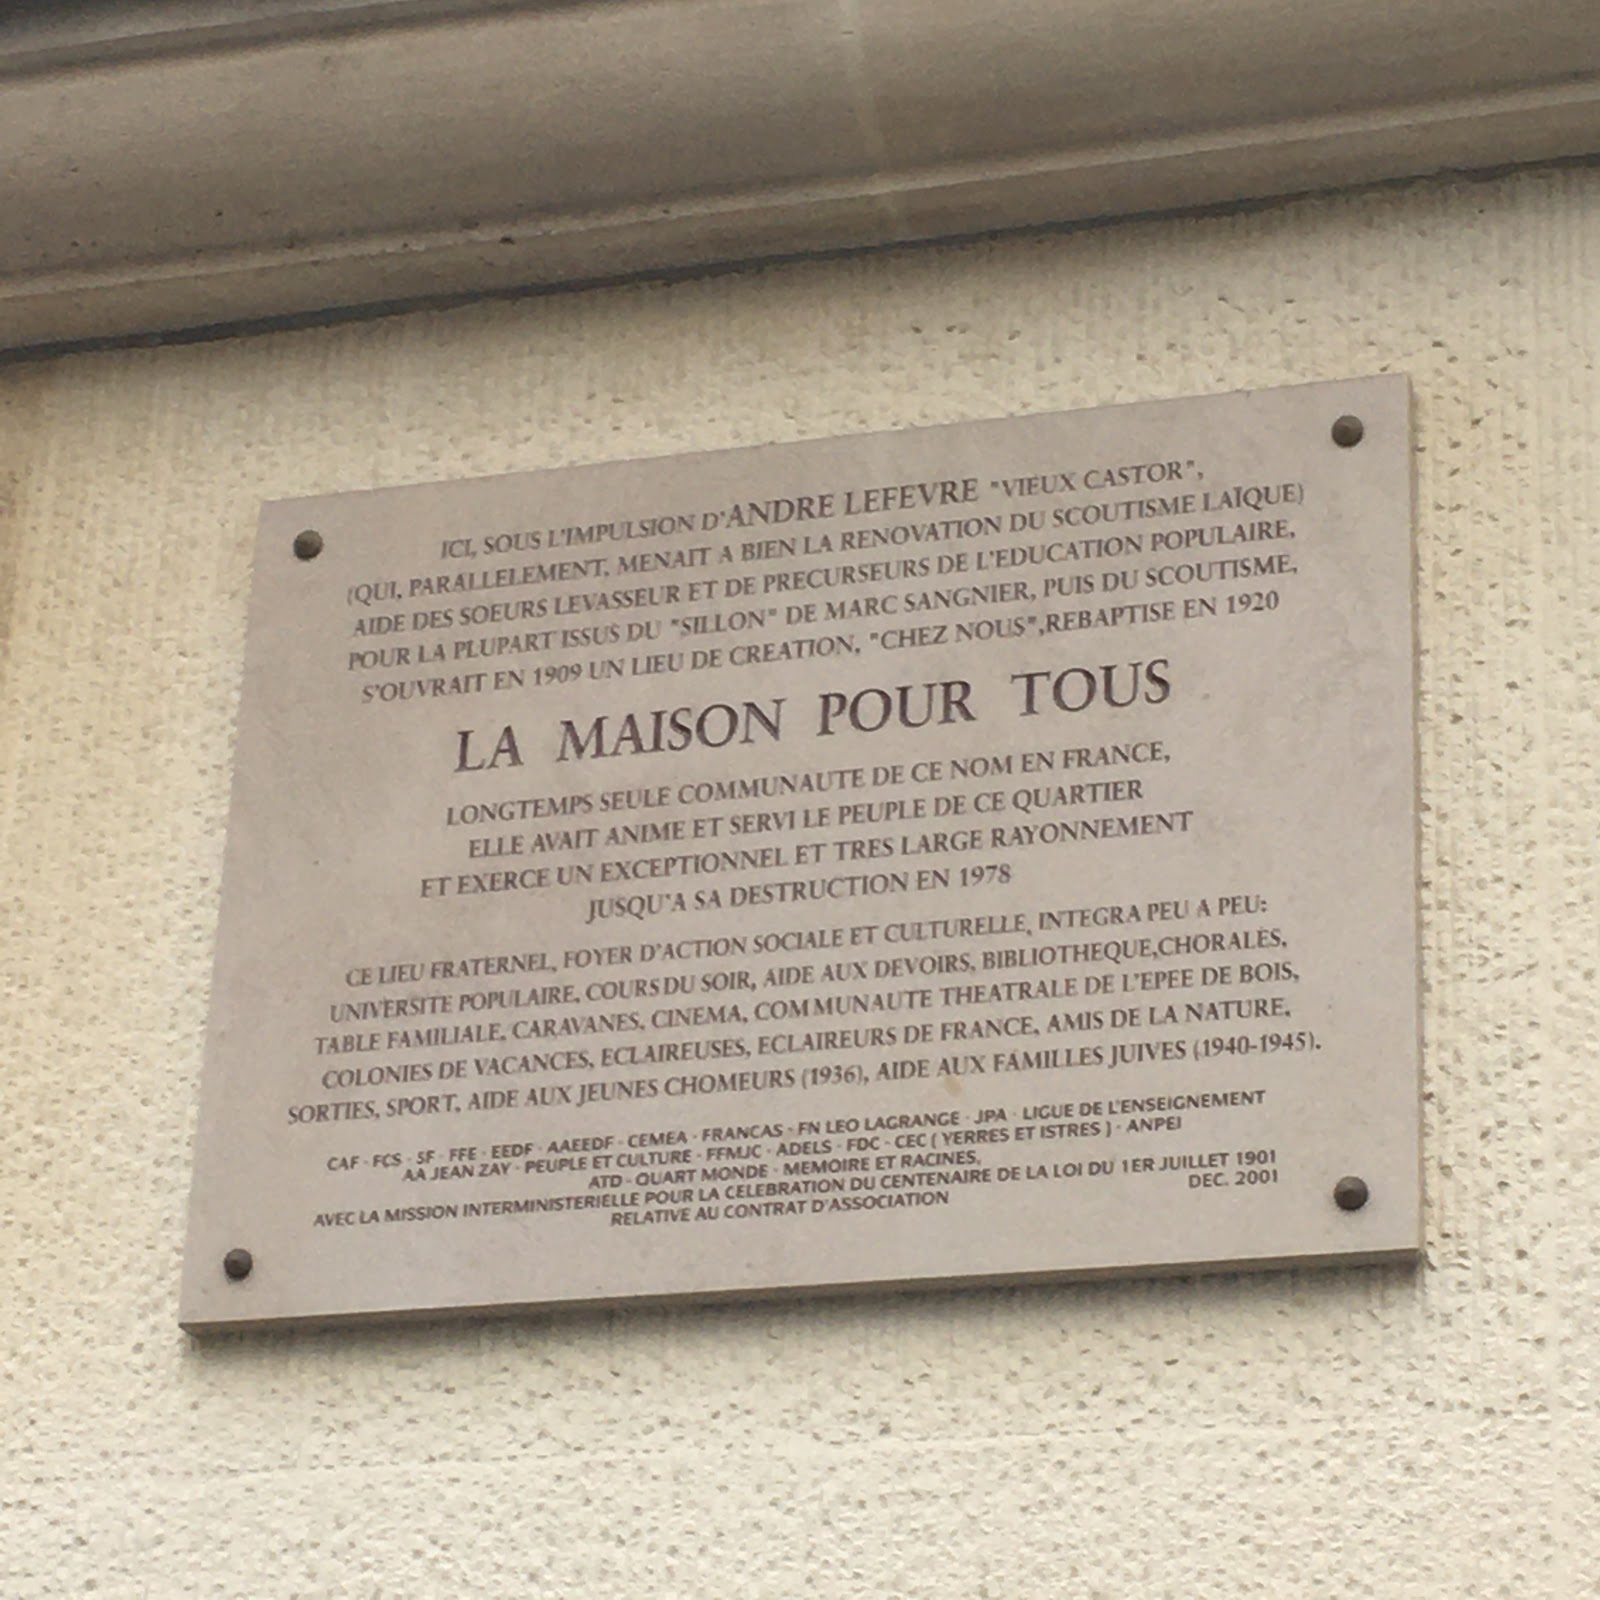 ICI, SOUS L'IMPULSION D'ANDRE LEFEVRE "VIEUX CASTOR",
(QUI, PARALLELEMENT, MENAIT A BIEN LA RENOVATION DU SCOUTISME LAÏQUE)
AIDE DES SOEURS LEVASSEUR ET DE PRECURSEURS DE L'EDUCATION POPULAIRE,
POUR LA PLUPART ISSUS DU "SILLON" DE MARC SANGNIER, PUIS DU SCOUTISME,
S'OUVRAIT EN 1909 UN LIEU DE CREATION, "CHEZ NOUS",REBAPTISE EN 1920
LA MAISON POUR TOUS
LONGTEMPS SEULE COMMUNAUTE DE CE NOM EN FRANCE,
ELLE AVAIT ANIME ET SERVI LE PEUPLE DE CE QUARTIER
ET EXERCE UN EXCEPTIONNEL ET TRES LARGE RAYONNEMENT
JUSQU'A SA DESTRUCTION EN 1978
CE LIEU FRATERNEL, FOYER D'ACTION SOCIALE ET CULTURELLE, INTEGRA PEU A PEU:
UNIVERSITE POPULAIRE, COURS DU SOIR, AIDE AUX DEVOIRS, BIBLIOTHEQUE,CHORALES,
TABLE FAMILIALE, CARAVANES, CINEMA, COMMUNAUTE THEATRALE DE L'EPEE DE BOIS,
COLONIES DE VACANCES, ECLAIREUSES, ECLAIREURS DE FRANCE, AMIS DE LA NATURE,
SORTIES, SPORT, AIDE AUX JEUNES CHOMEURS (1936), AIDE AUX FAMILLES JUIVES (1940-1945).
CAF - FCS - SF - FFE - EEDF - AAEEDF - CEMEA - FRANCAS - FN LEO LAGRANGE - JPA - LIGUE DE L'ENSEIGNEMENT
AA JEAN ZAY - PEUPLE ET CULTURE - FFMJC - ADELS - FDC - CEC ( YERRES ET ISTRES ) - ANPEI
ATD - QUART MONDE - MEMOIRE ET RACINES,
AVEC LA MISSION INTERMINISTERIELLE POUR LA CELEBRATION DU CENTENAIRE DE LA LOI DU 1ER JUILLET 1901
RELATIVE AU CONTRAT D'ASSOCIATION
DEC. 2001